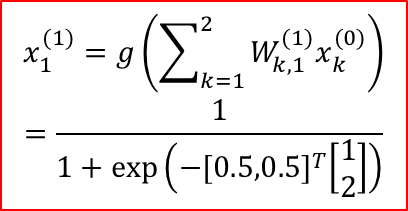 x_1^{(1)} = g\left(\sum_{k=1}^{2} W_{k,1}^{(1)} x_k^{(0)}\right)
= \frac{1}{1 + \exp\left(-[0.5,0.5]^T \begin{bmatrix} 1 \\ 2 \end{bmatrix}\right)}